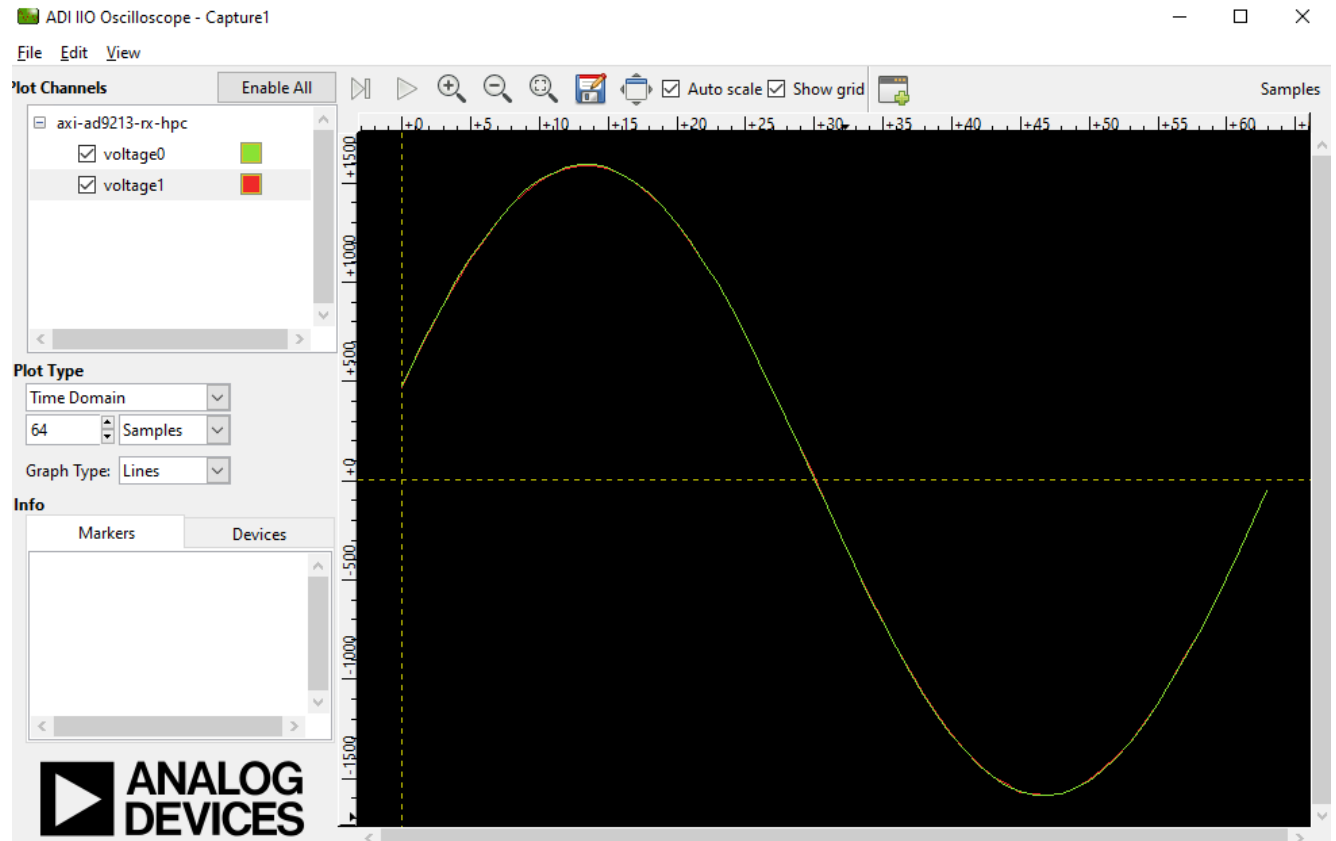 ADI IIO Oscilloscope - Capture1
File Edit View
Plot Channels
Enable All
Auto scale
Show grid
Samples
axi-ad9213-rx-hpc
voltage0
voltage1
+0 +5 +10 +15 +20 +25 +30 +35 +40 +45 +50 +55 +60
+1500
+1000
+500
+0
-500
-1000
-1500
Plot Type
Time Domain
64 Samples
Graph Type: Lines
Info
Markers Devices
ANALOG
DEVICES